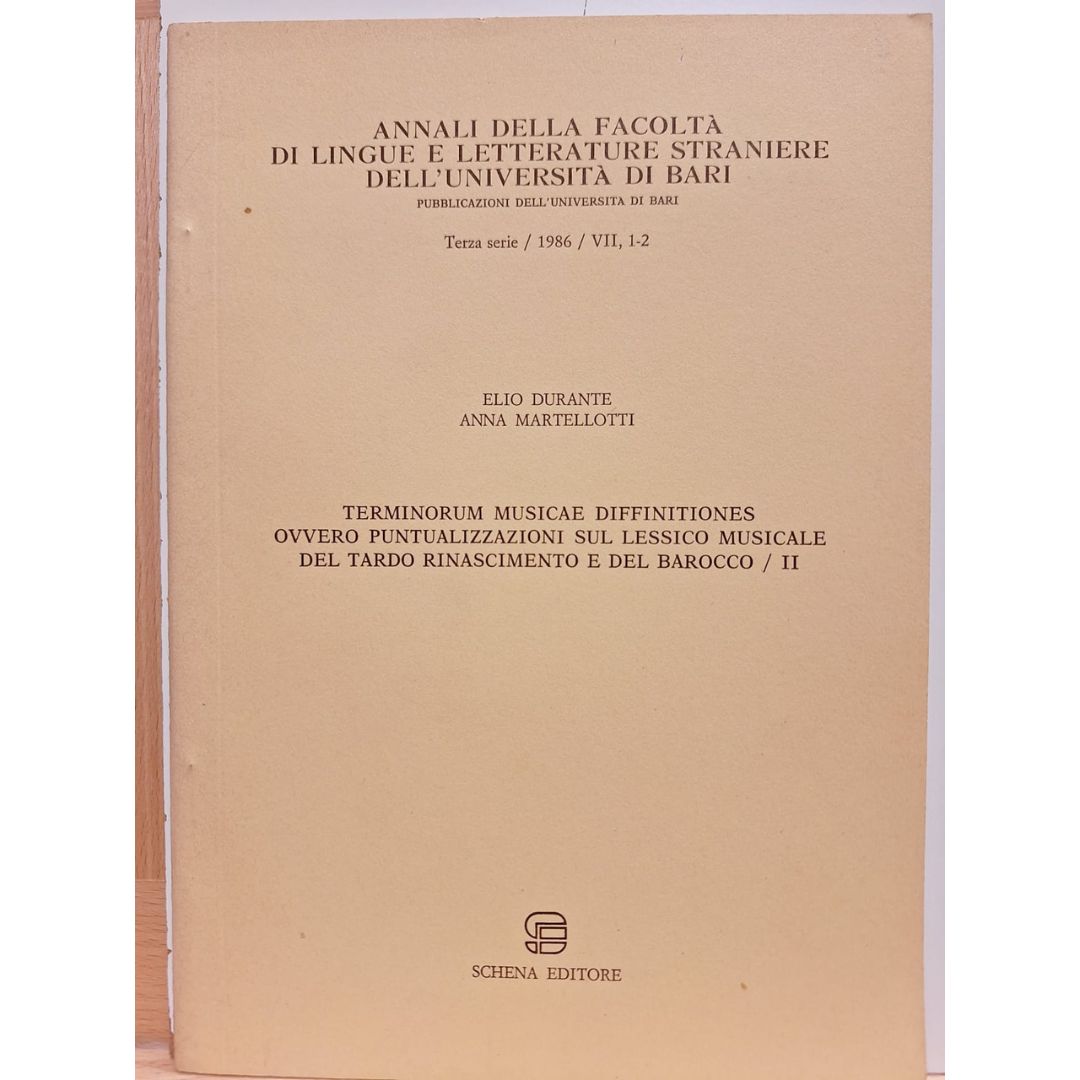 ANNALI DELLA FACOLTÀ
DI LINGUE E LETTERATURE STRANIERE
DELL'UNIVERSITÀ DI BARI
PUBBLICAZIONI DELL'UNIVERSITA DI BARI
Terza serie / 1986 / VII, 1-2
ELIO DURANTE
ANNA MARTELLOTTI
TERMINORUM MUSICAE DIFFINITIONES
OVVERO PUNTUALIZZAZIONI SUL LESSICO MUSICALE
DEL TARDO RINASCIMENTO E DEL BAROCCO / II
SCHENA EDITORE